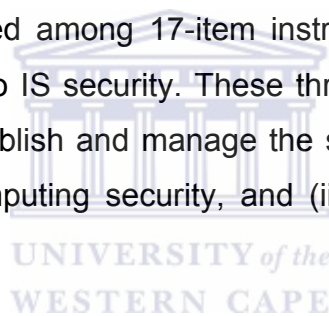 ed among 17-item instr
o IS security. These thr
blish and manage the s
puting security, and (i
UNIVERSITY of the
WESTERN CAPE